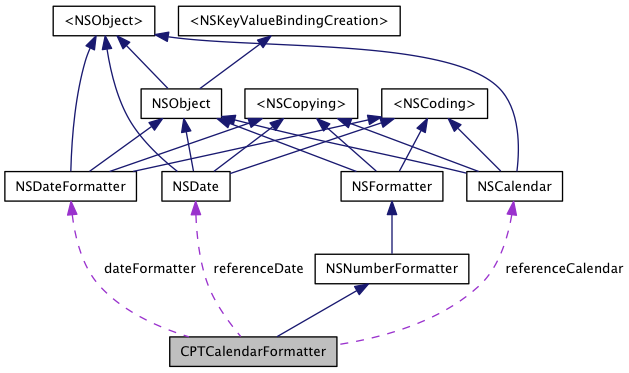 <NSObject>
<NSKeyValueBindingCreation>
NSObject
<NSCopying>
<NSCoding>
NSDateFormatter
NSDate
NSFormatter
NSCalendar
dateFormatter
referenceDate
NSNumberFormatter
referenceCalendar
CPTCalendarFormatter